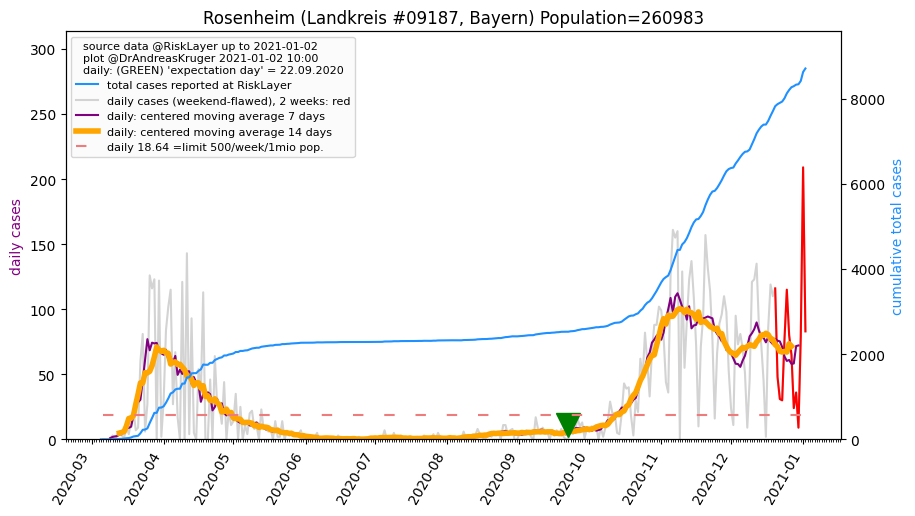 Rosenheim (Landkreis #09187, Bayern) Population=260983
source data @RiskLayer up to 2021-01-02
plot @DrAndreasKruger 2021-01-02 10:00
daily: (GREEN) 'expectation day' = 22.09.2020
total cases reported at RiskLayer
daily cases (weekend-flawed), 2 weeks: red
daily: centered moving average 7 days
daily: centered moving average 14 days
daily 18.64 =limit 500/week/1mio pop.
daily cases
300
250
200
150
100
50
0
cumulative total cases
8000
6000
4000
2000
0
2020-03
2020-04
2020-05
2020-06
2020-07
2020-08
2020-09
2020-10
2020-11
2020-12
2021-01